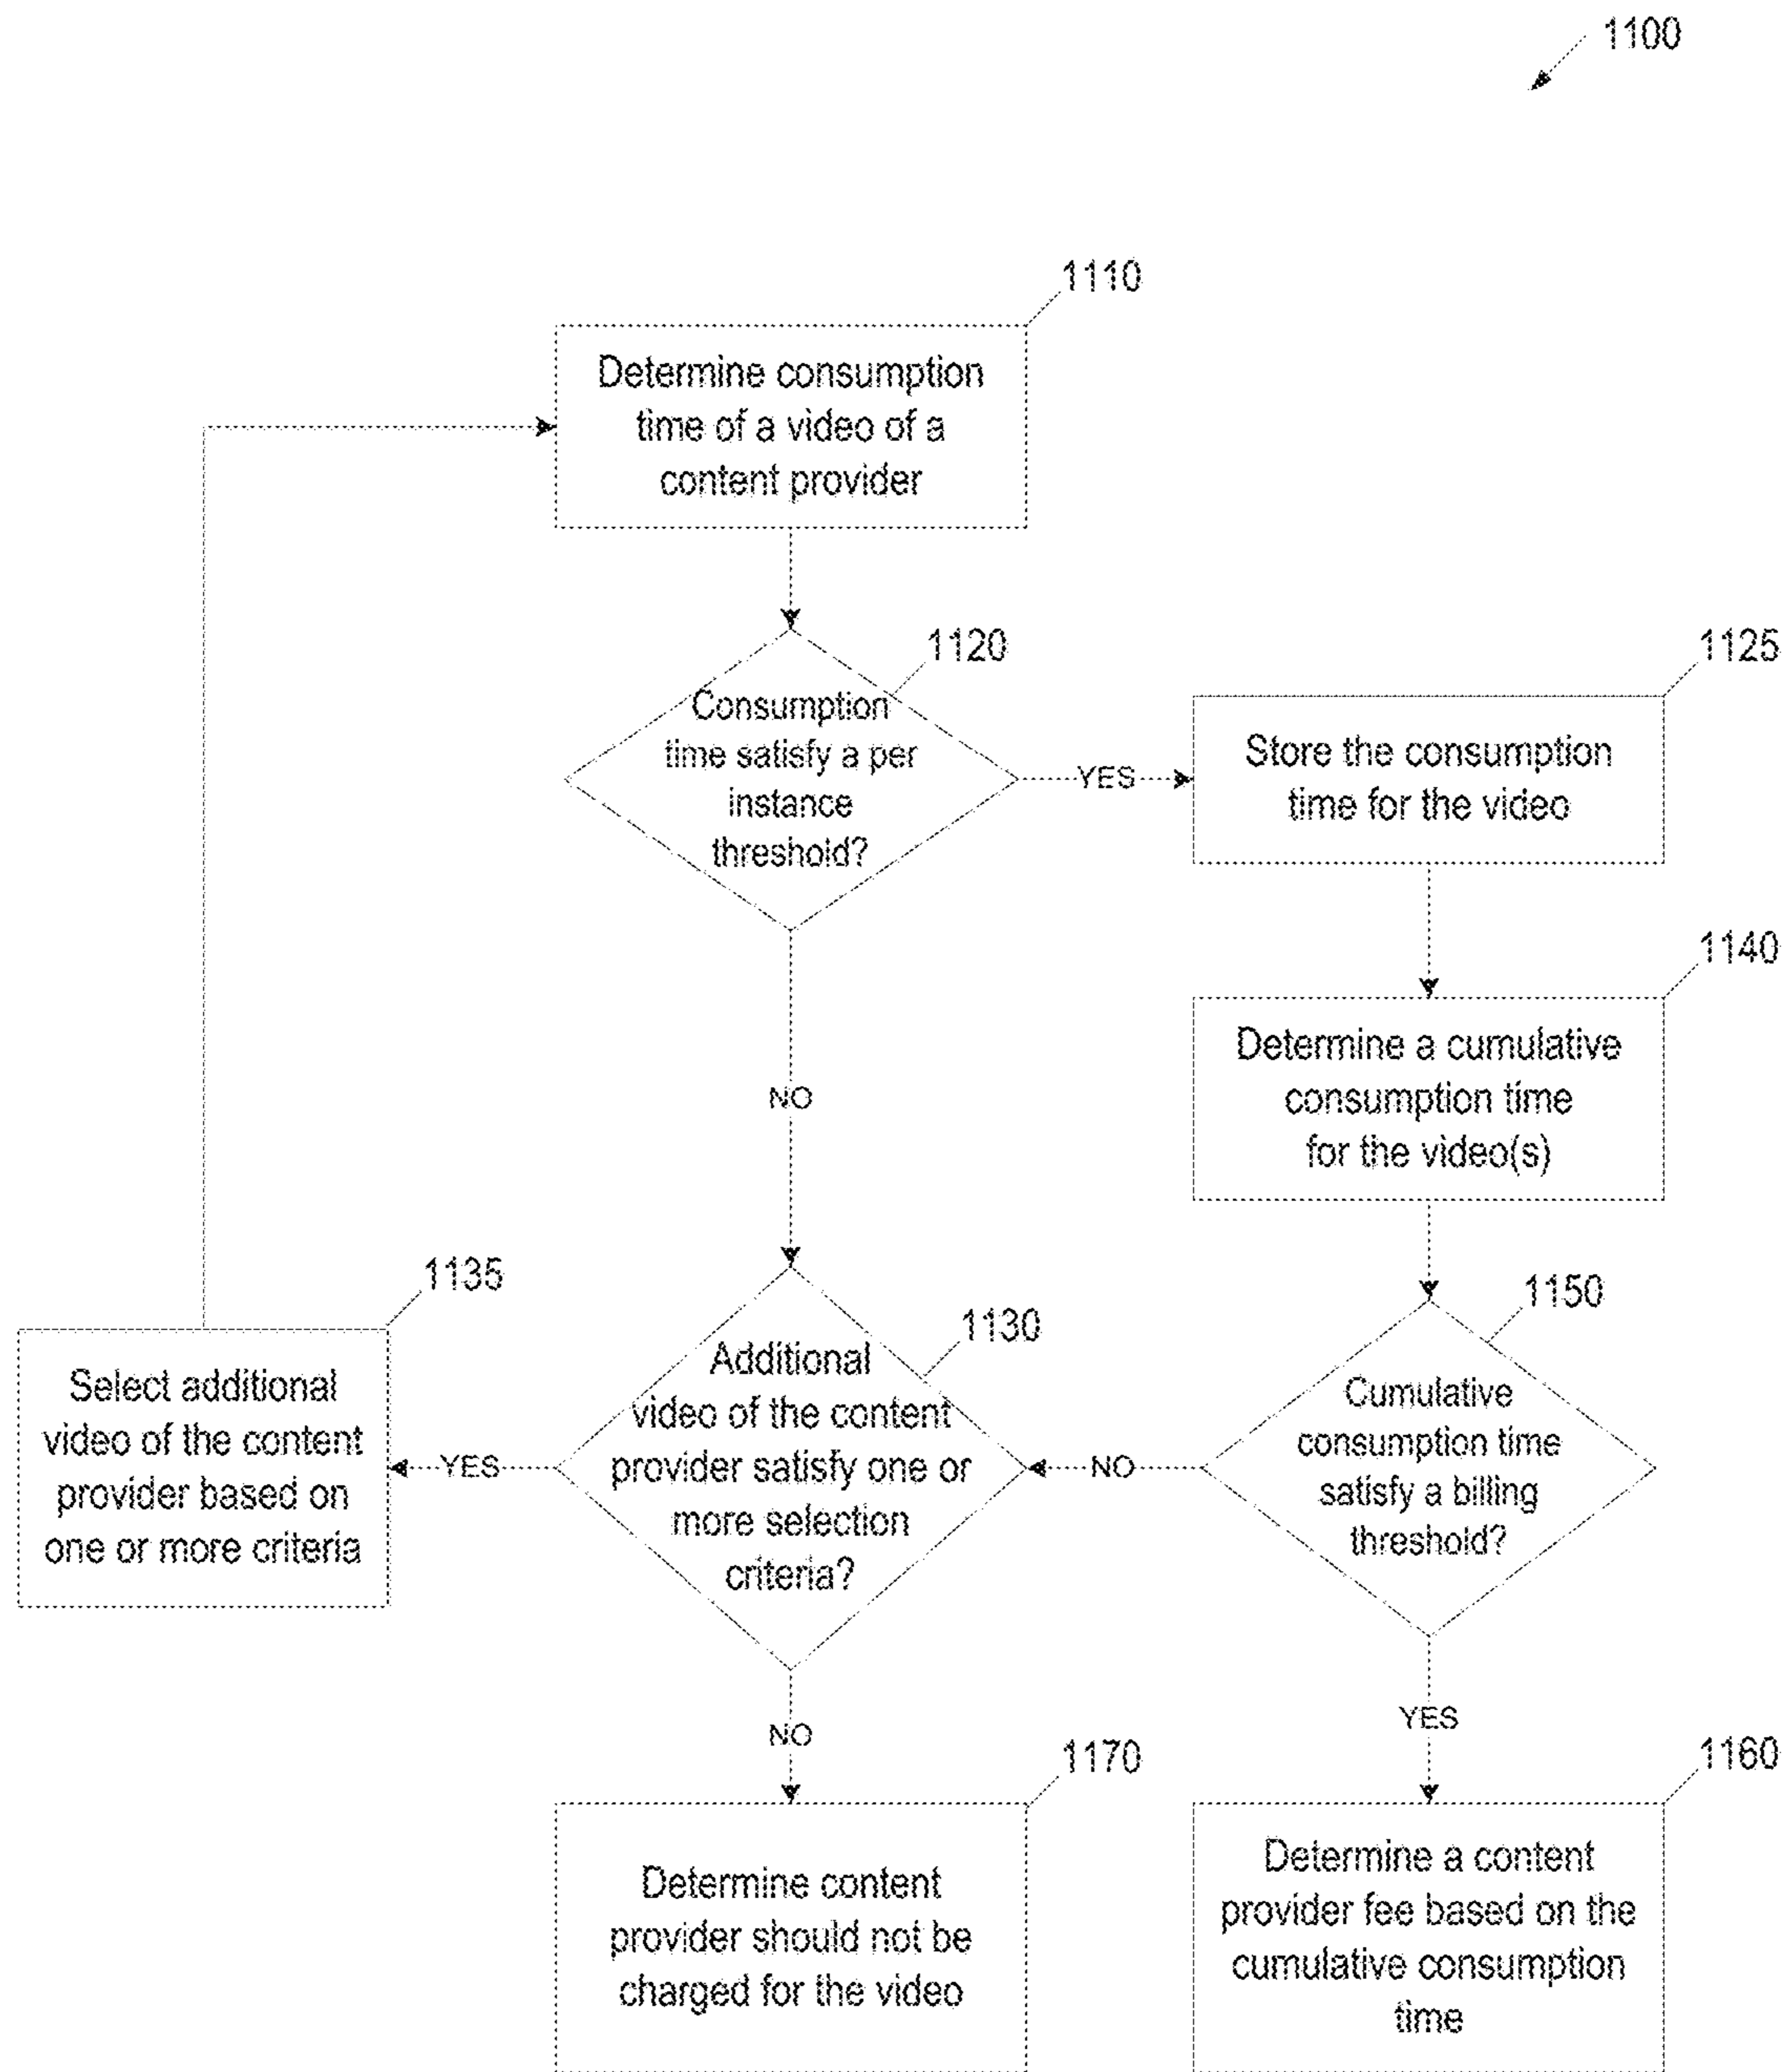 1100
1110
Determine consumption
time of a video of a
content provider
1120
Consumption
time satisfy a per
instance
threshold?
YES
1125
Store the consumption
time for the video
1140
Determine a cumulative
consumption time
for the video(s)
NO
1135
Select additional
video of the content
provider based on
one or more criteria
YES
1130
Additional
video of the content
provider satisfy one or
more selection
criteria?
NO
1150
Cumulative
consumption time
satisfy a billing
threshold?
NO
YES
1170
Determine content
provider should not be
charged for the video
1160
Determine a content
provider fee based on the
cumulative consumption
time